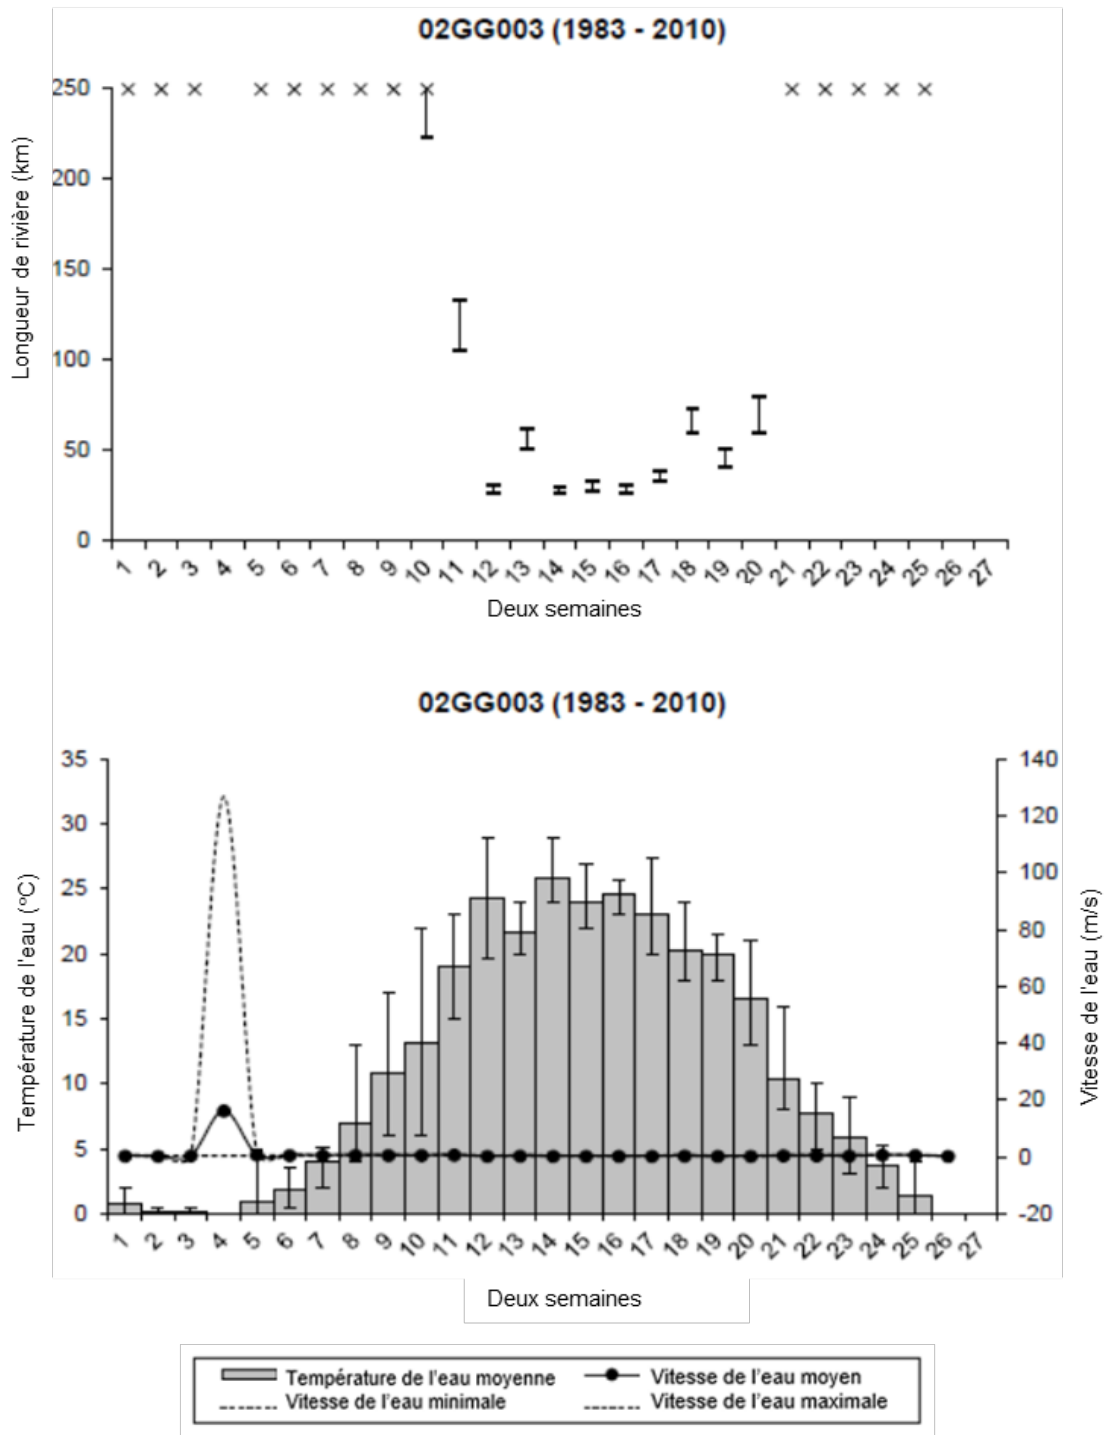 02GG003 (1983 - 2010)
Longueur de rivière (km)
250
200
150
100
50
0
1 2 3 4 5 6 7 8 9 10 11 12 13 14 15 16 17 18 19 20 21 22 23 24 25 26 27
Deux semaines
02GG003 (1983 - 2010)
Température de l'eau (°C)
35
30
25
20
15
10
5
0
140
120
100
80
60
40
20
0
-20
Vitesse de l'eau (m/s)
1 2 3 4 5 6 7 8 9 10 11 12 13 14 15 16 17 18 19 20 21 22 23 24 25 26 27
Deux semaines
Température de l'eau moyenne Vitesse de l'eau moyen
Vitesse de l'eau minimale Vitesse de l'eau maximale